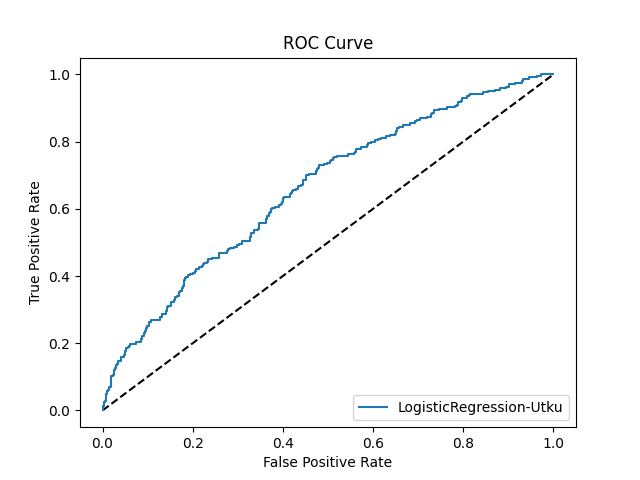 ROC Curve
True Positive Rate
1.0
0.8
0.6
0.4
0.2
0.0
0.0 0.2 0.4 0.6 0.8 1.0
False Positive Rate
LogisticRegression-Utku